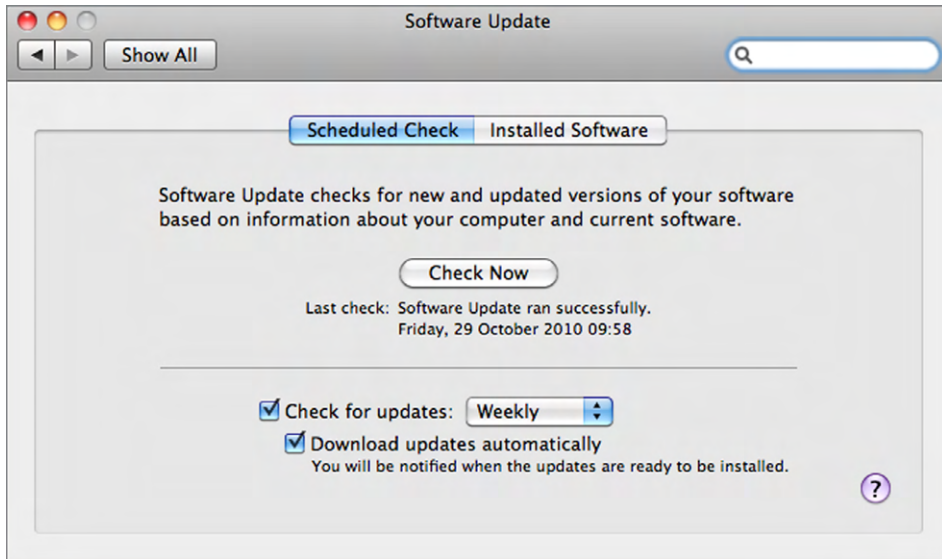 Software Update
Show All
Scheduled Check Installed Software
Software Update checks for new and updated versions of your software
based on information about your computer and current software.
Check Now
Last check: Software Update ran successfully.
Friday, 29 October 2010 09:58
Check for updates: Weekly
Download updates automatically
You will be notified when the updates are ready to be installed.
?